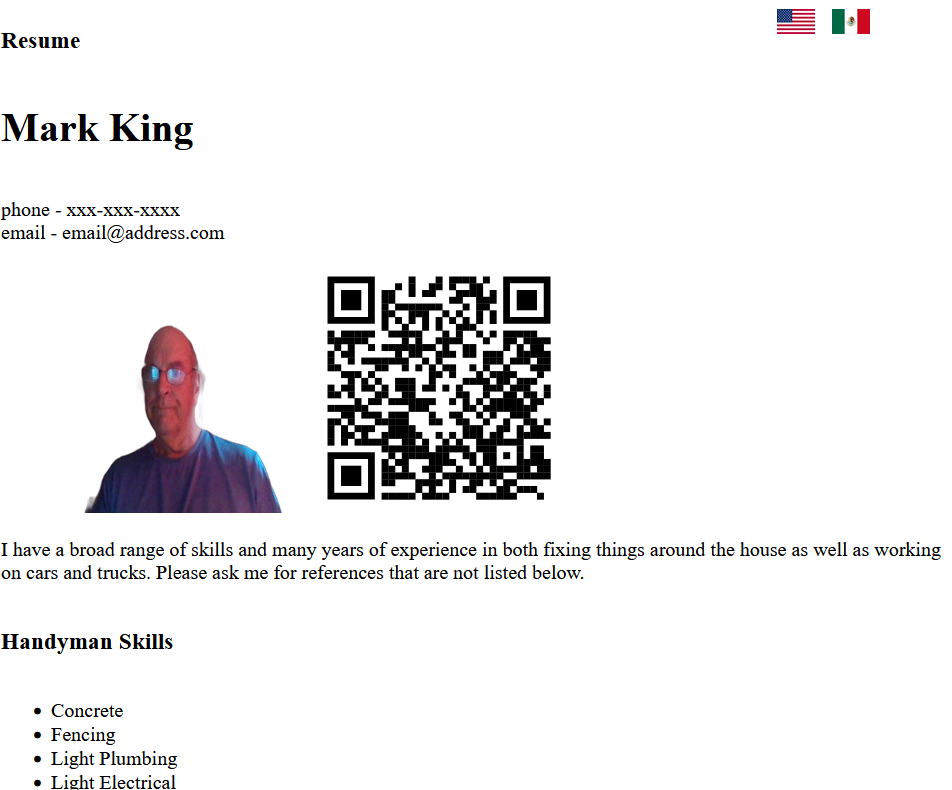 Resume
Mark King
phone - xxx-xxx-xxxx
email - email@address.com
I have a broad range of skills and many years of experience in both fixing things around the house as well as working
on cars and trucks. Please ask me for references that are not listed below.
Handyman Skills
• Concrete
• Fencing
• Light Plumbing
• Light Electrical